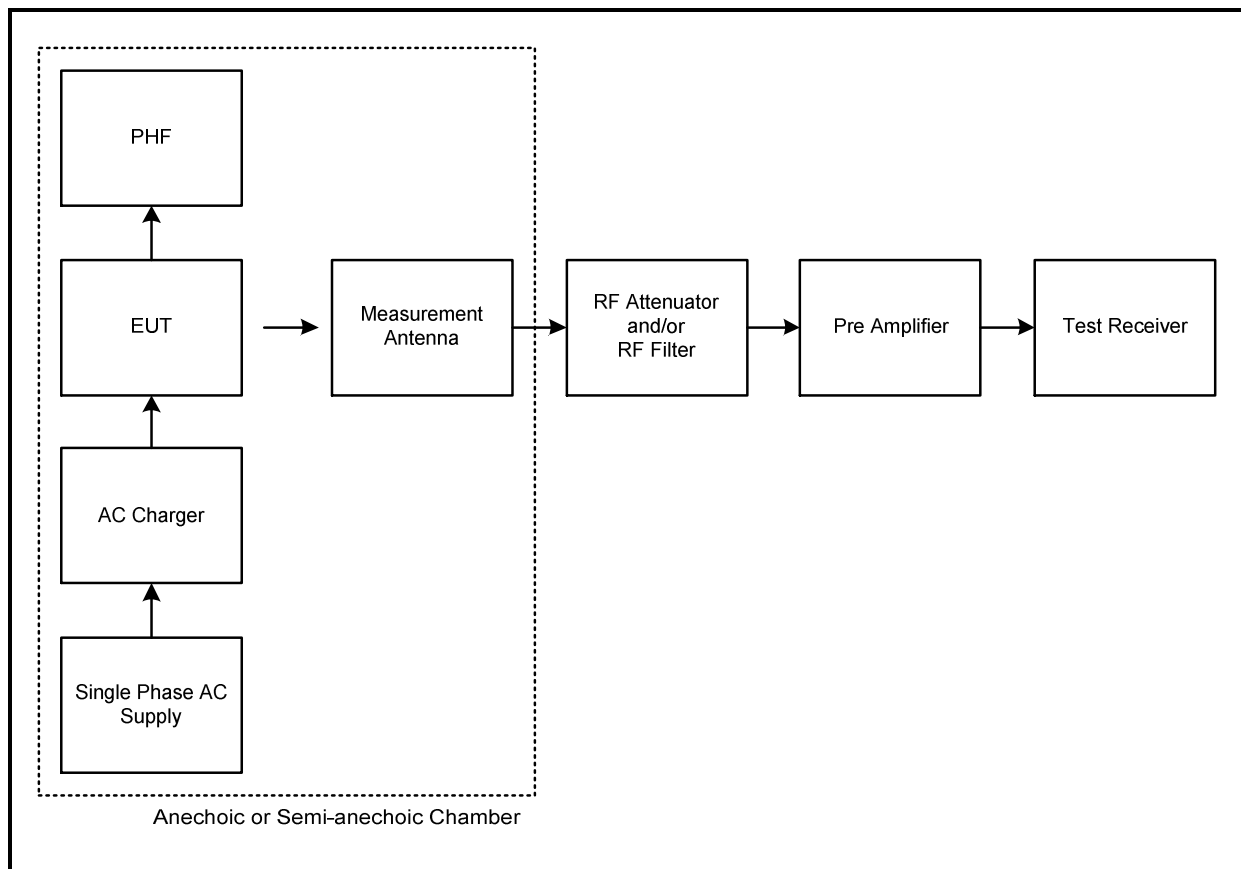 PHF
EUT
Measurement
Antenna
RF Attenuator
and/or
RF Filter
Pre Amplifier
Test Receiver
AC Charger
Single Phase AC
Supply
Anechoic or Semi-anechoic Chamber